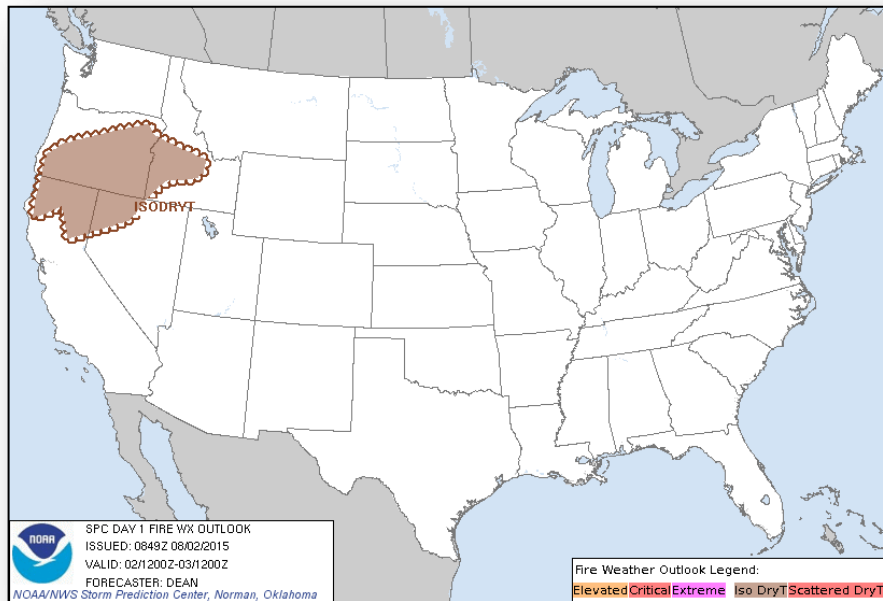 ISODRYT
NOAA
SPC DAY 1 FIRE WX OUTLOOK
ISSUED: 0849Z 08/02/2015
VALID: 02/1200Z-03/1200Z
FORECASTER: DEAN
NOAA/NWS Storm Prediction Center, Norman, Oklahoma
Fire Weather Outlook Legend:
Elevated Critical Extreme Iso DryT Scattered DryT